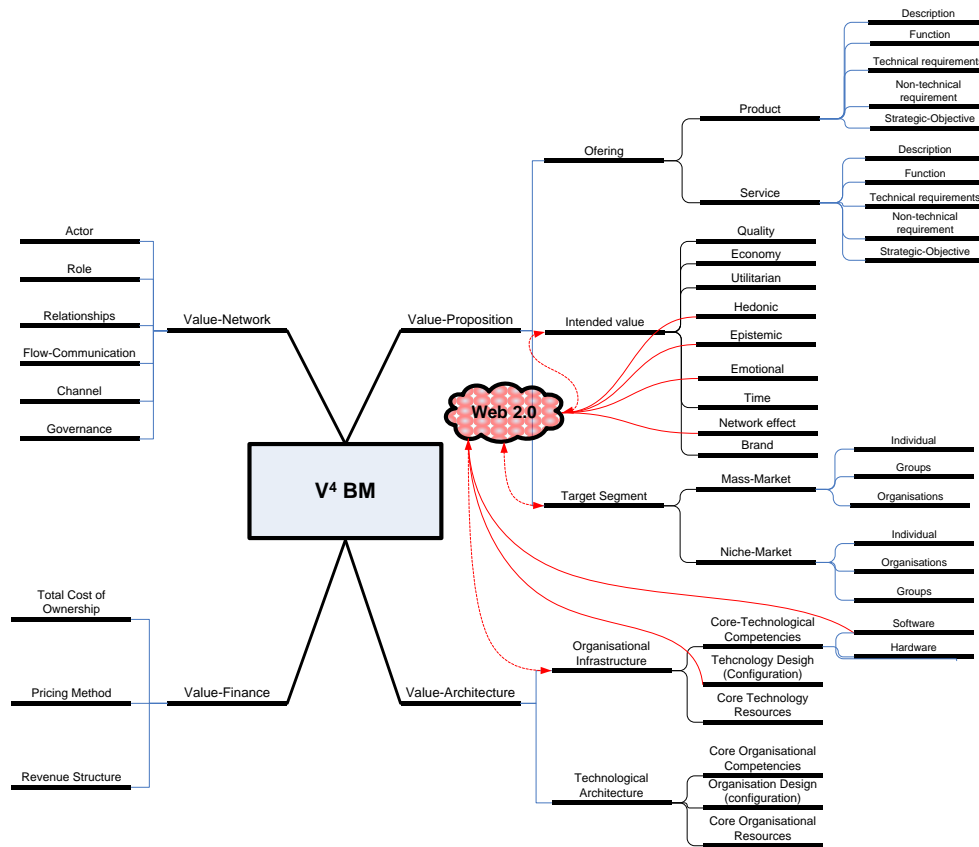 V⁴ BM
Web 2.0
Value-Network
Actor
Role
Relationships
Flow-Communication
Channel
Governance
Value-Finance
Total Cost of
Ownership
Pricing Method
Revenue Structure
Value-Proposition
Ofering
Product
Description
Function
Technical requirements
Non-technical
requirement
Strategic-Objective
Service
Description
Function
Technical requirements
Non-technical
requirement
Strategic-Objective
Intended value
Quality
Economy
Utilitarian
Hedonic
Epistemic
Emotional
Time
Network effect
Brand
Target Segment
Mass-Market
Individual
Groups
Organisations
Niche-Market
Individual
Organisations
Groups
Value-Architecture
Organisational
Infrastructure
Core-Technological
Competencies
Software
Hardware
Tehcnology Desigh
(Configuration)
Core Technology
Resources
Technological
Architecture
Core Organisational
Competencies
Organisation Design
(configuration)
Core Organisational
Resources